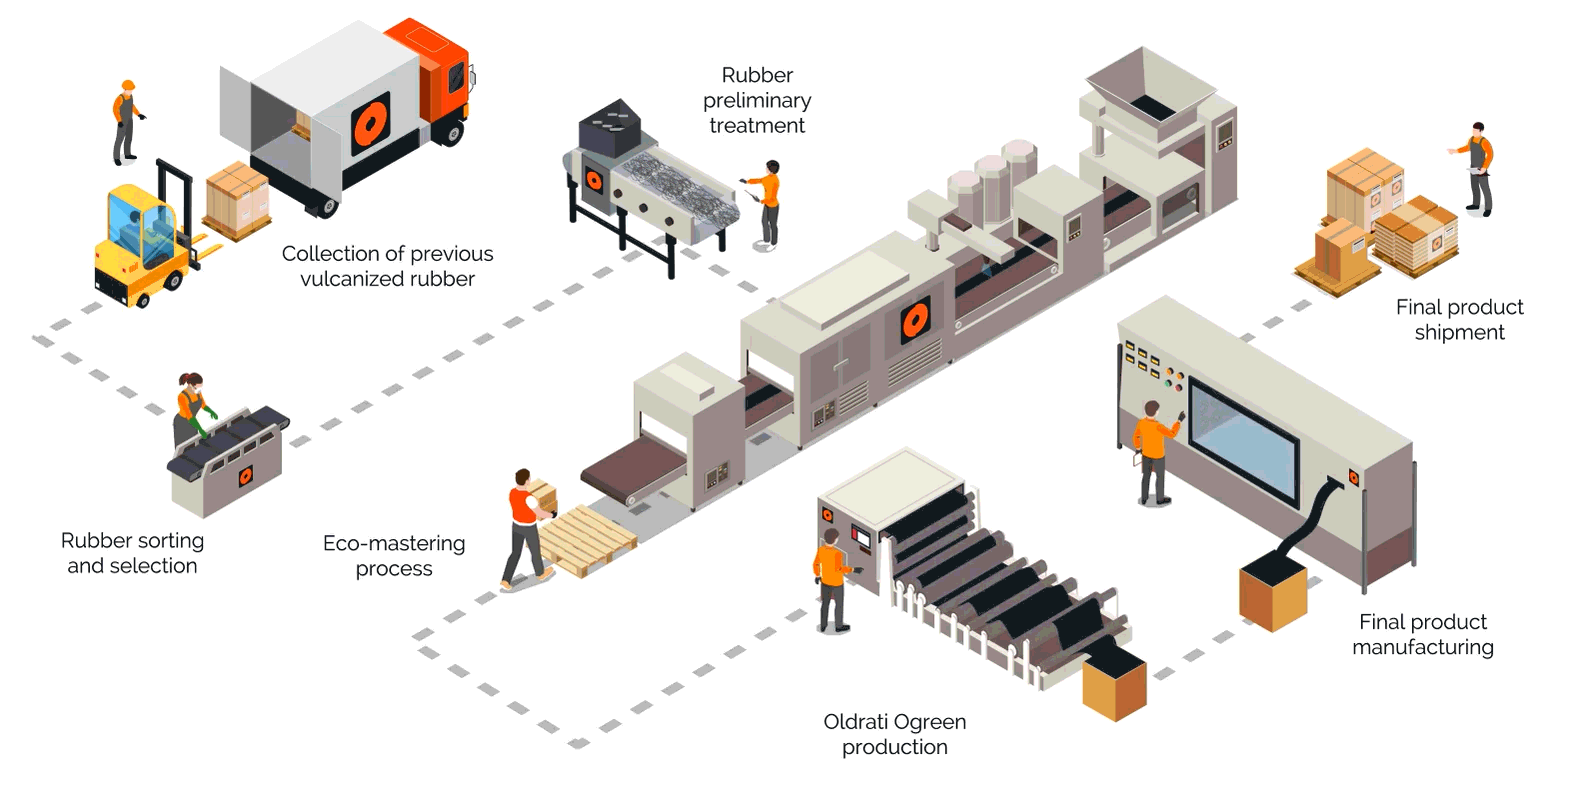 Rubber
preliminary
treatment
Collection of previous
vulcanized rubber
Final product
shipment
Rubber sorting
and selection
Eco-mastering
process
Final product
manufacturing
Oldrati Ogreen
production